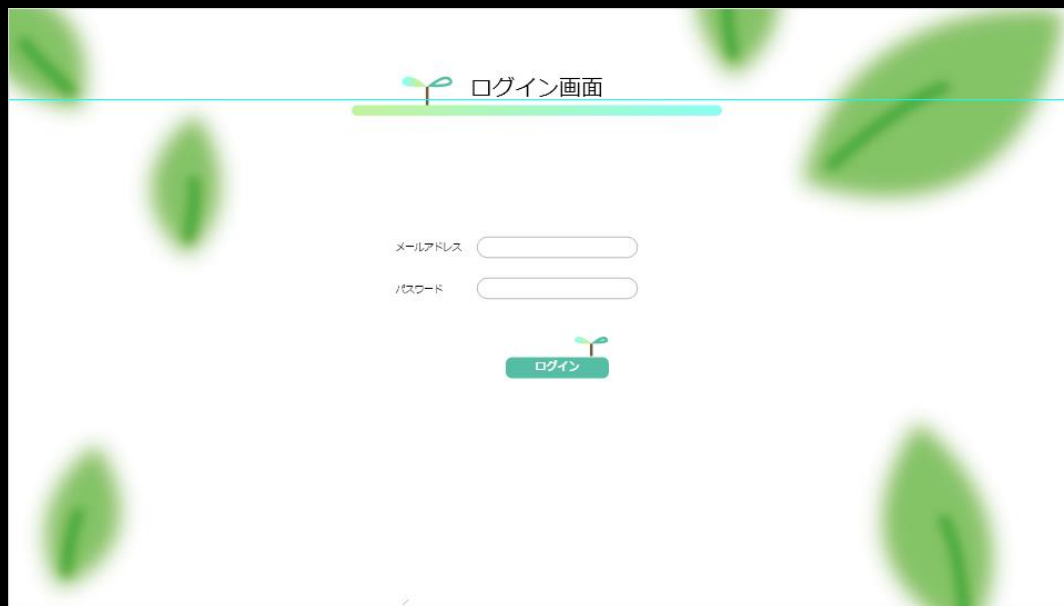 ログイン画面
メールアドレス
パスワード
ログイン